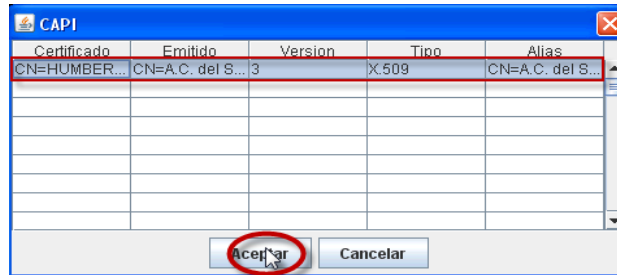 CAPI
Certificado Emitido Version Tipo Alias
CN=HUMBER... CN=A.C. del S... 3 X.509 CN=A.C. del S...
Aceptar Cancelar